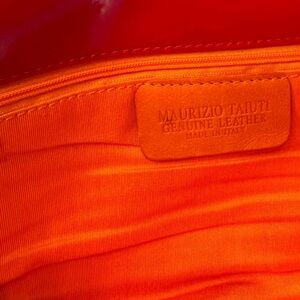 MAURIZIO TAIUTI
GENUINE LEATHER
MADE IN ITALY